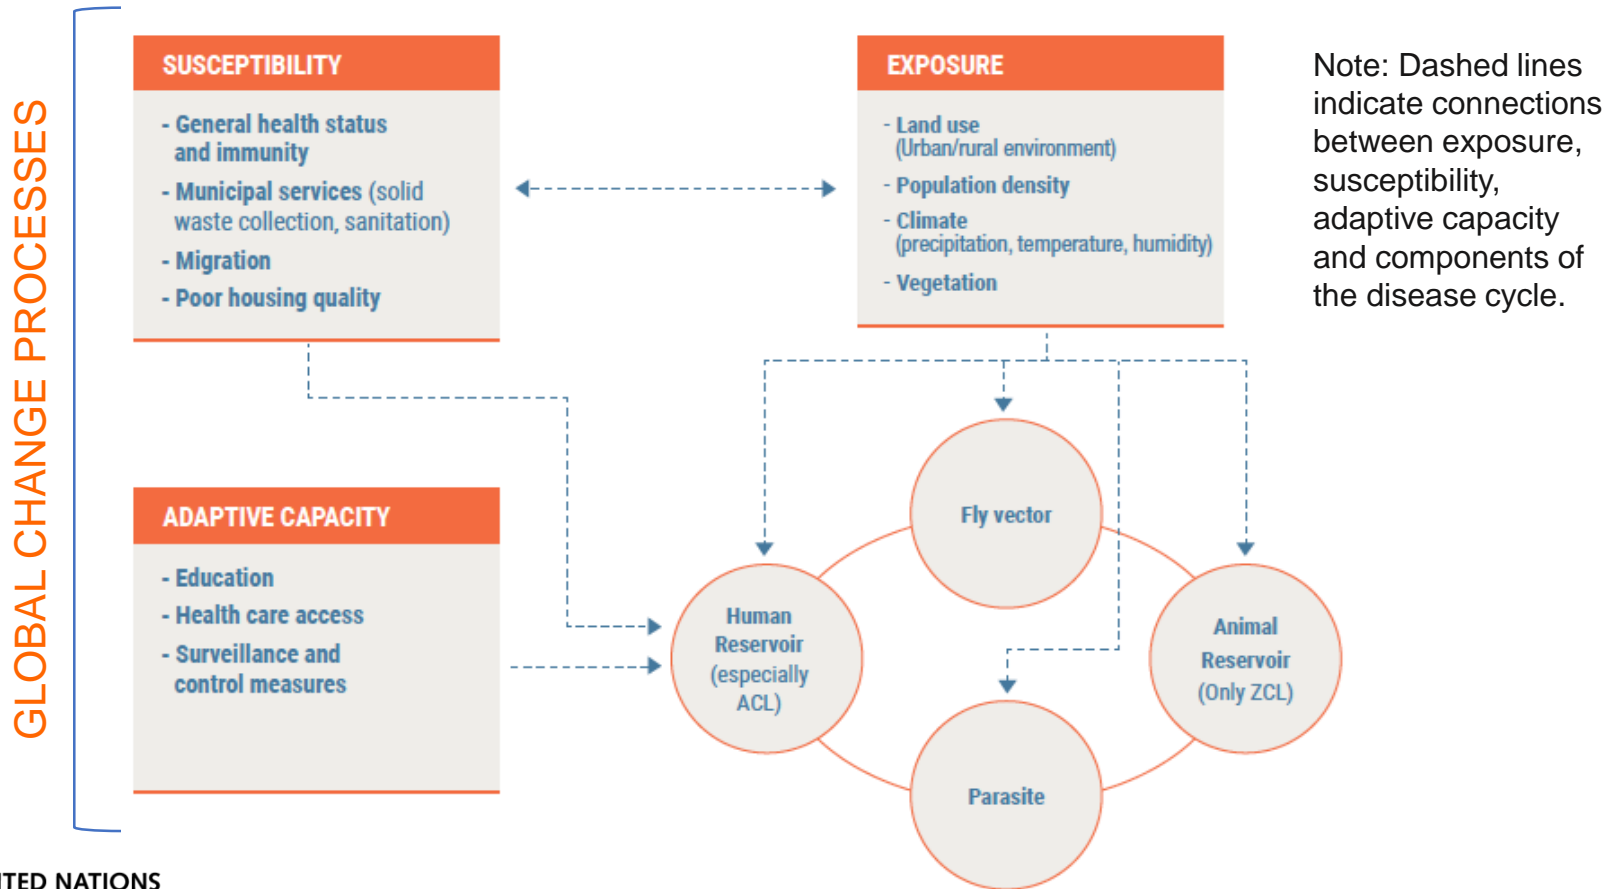 GLOBAL CHANGE PROCESSES
SUSCEPTIBILITY
- General health status
and immunity
- Municipal services (solid
waste collection, sanitation)
- Migration
- Poor housing quality
EXPOSURE
- Land use
(Urban/rural environment)
- Population density
- Climate
(precipitation, temperature, humidity)
- Vegetation
Note: Dashed lines
indicate connections
between exposure,
susceptibility,
adaptive capacity
and components of
the disease cycle.
ADAPTIVE CAPACITY
- Education
- Health care access
- Surveillance and
control measures
Fly vector
Human
Reservoir
(especially
ACL)
Animal
Reservoir
(Only ZCL)
Parasite
ITED NATIONS